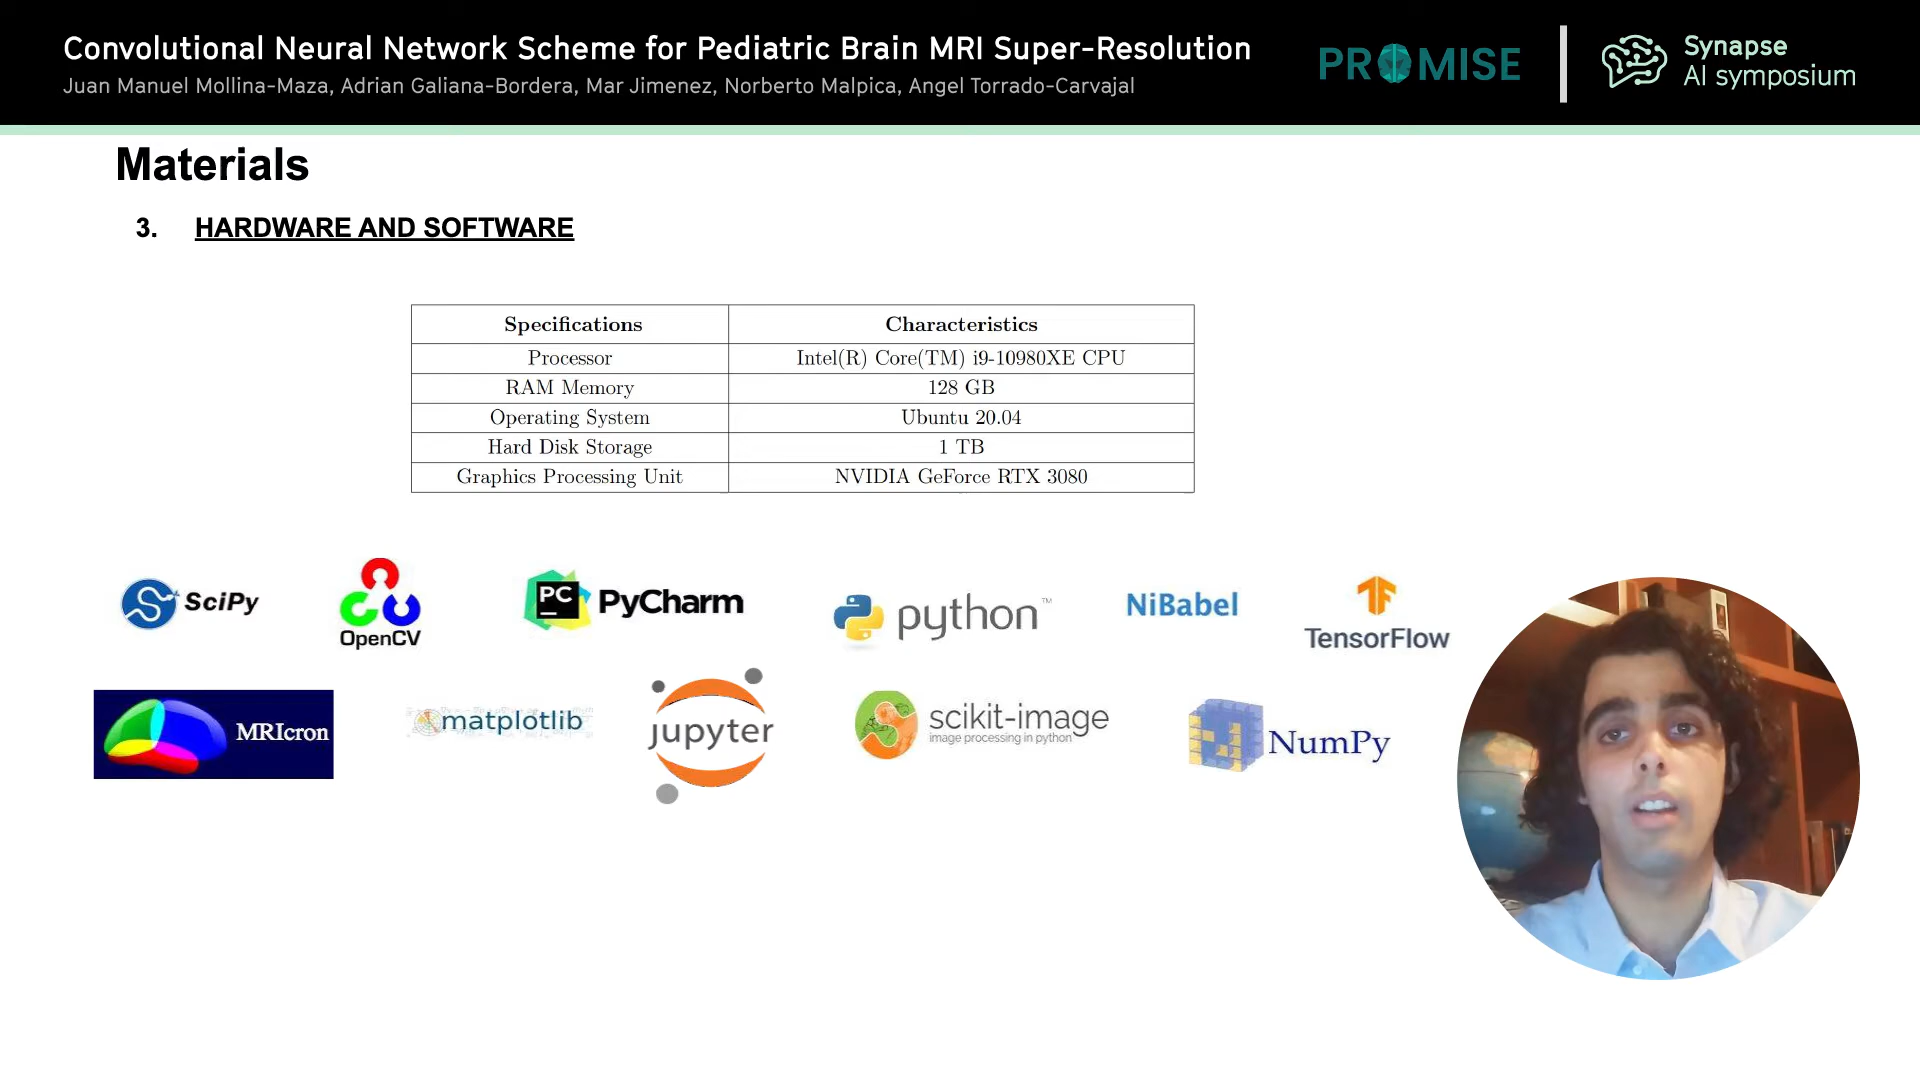 Convolutional Neural Network Scheme for Pediatric Brain MRI Super-Resolution
Juan Manuel Mollina-Maza, Adrian Galiana-Bordera, Mar Jimenez, Norberto Malpica, Angel Torrado-Carvajal
PROMISE
Synapse
AI symposium
Materials
3. HARDWARE AND SOFTWARE
Specifications Characteristics
Processor Intel(R) Core(TM) i9-10980XE CPU
RAM Memory 128 GB
Operating System Ubuntu 20.04
Hard Disk Storage 1 TB
Graphics Processing Unit NVIDIA GeForce RTX 3080
SciPy
OpenCV
PC PyCharm
python™
NiBabel
TensorFlow
MRIcron
matplotlib
jupyter
scikit-image
image processing in python
NumPy